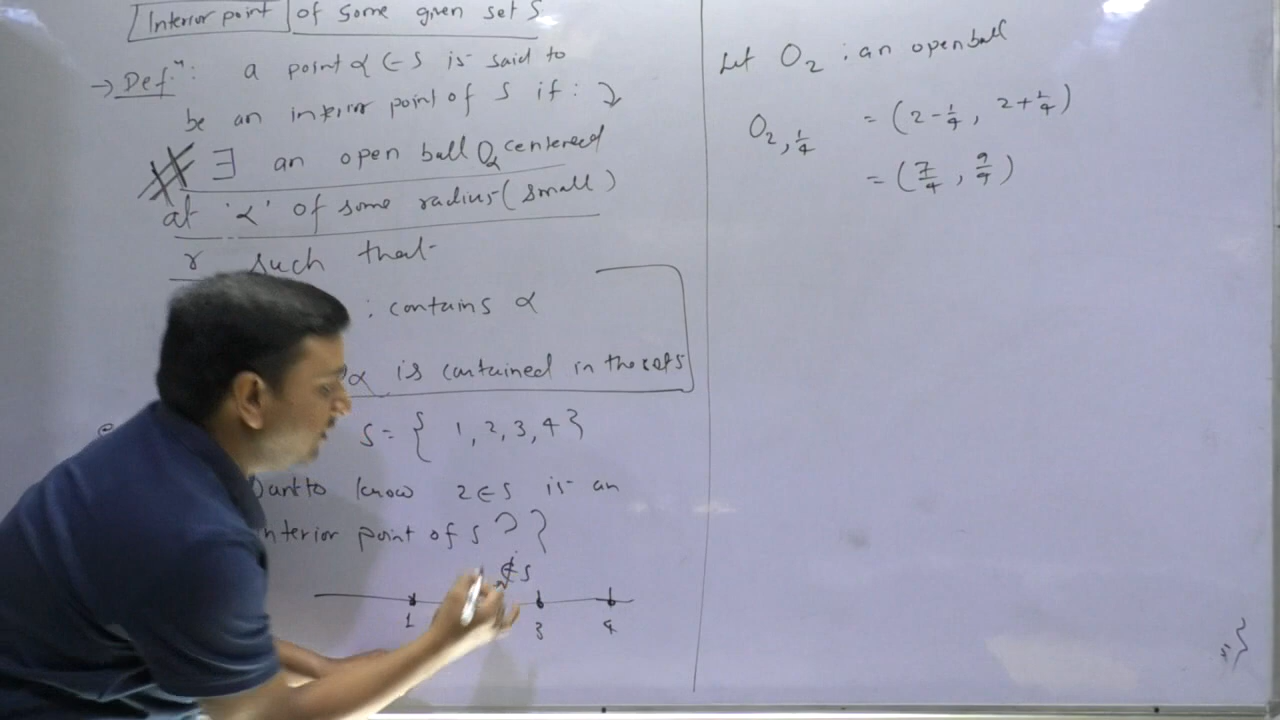 Interior point of some given set S
→ Defⁿ: a point α ∈ S is said to
be an interior point of S if:
∃ an open ball Oα centered
at 'α' of some radius (small)
r such that
: contains α
α is contained in the set S
S = { 1, 2, 3, 4 }
Want to know 2 ∈ S is an
interior point of S ? }
∉ S
1 3 4
Let O₂ : an open ball
O₂,¼ = (2 - ¼, 2 + ¼)
= (7/4, 9/4)